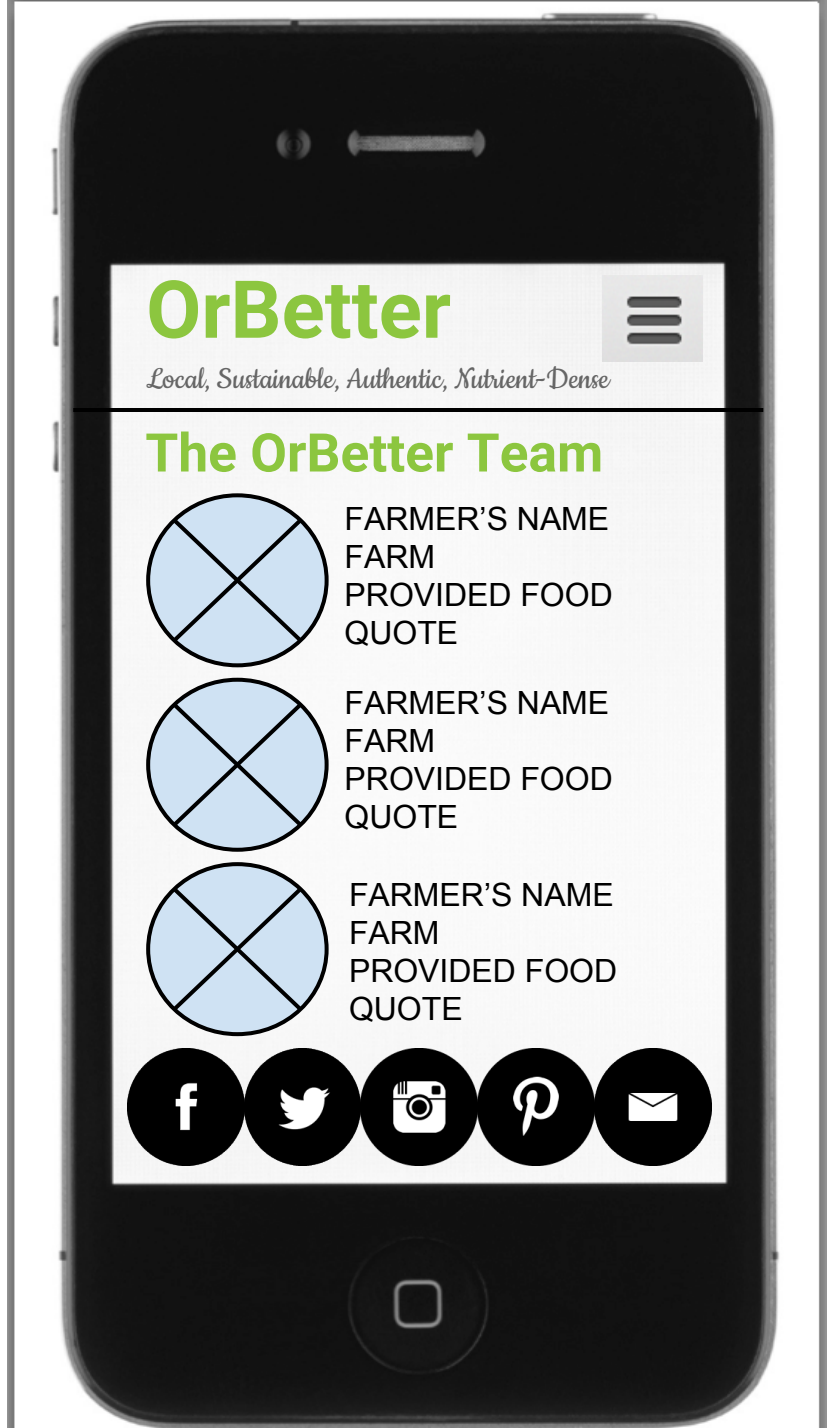 OrBetter
Local, Sustainable, Authentic, Nutrient-Dense
The OrBetter Team
FARMER’S NAME
FARM
PROVIDED FOOD
QUOTE
FARMER’S NAME
FARM
PROVIDED FOOD
QUOTE
FARMER’S NAME
FARM
PROVIDED FOOD
QUOTE